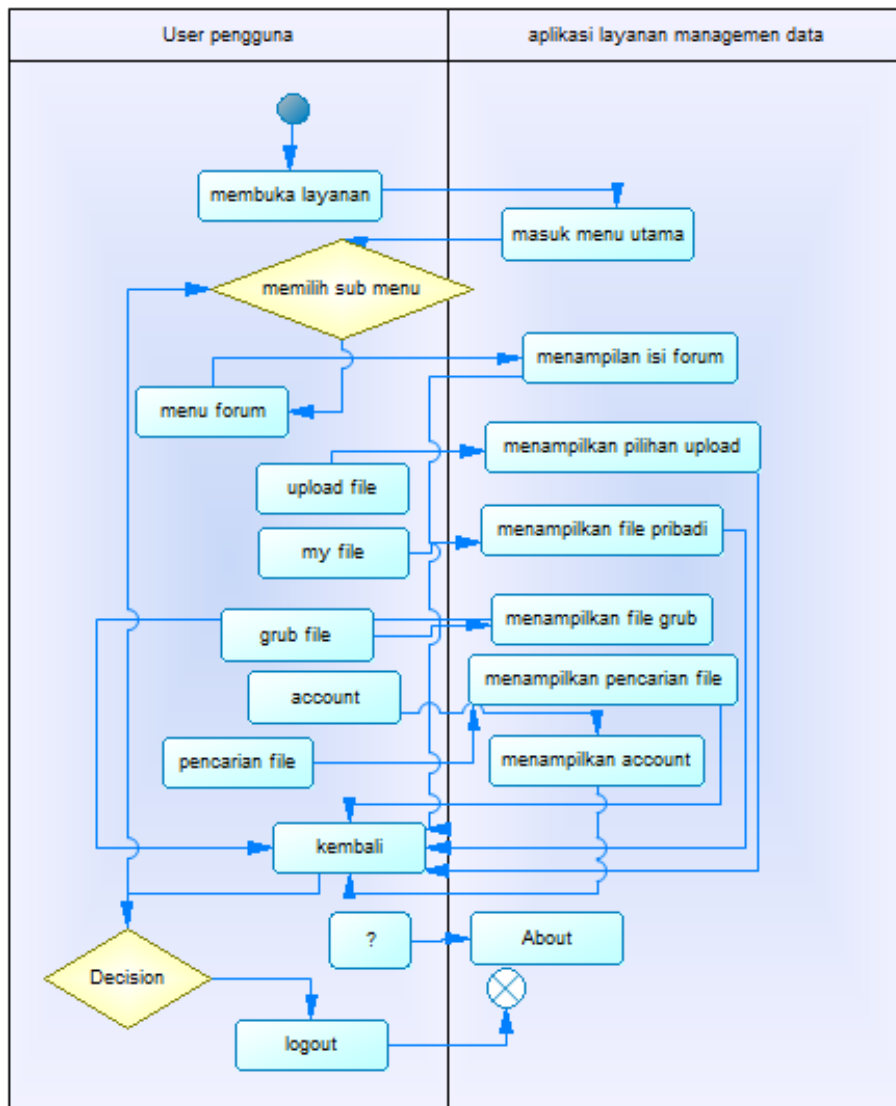 User pengguna
aplikasi layanan managemen data
membuka layanan
masuk menu utama
memilih sub menu
menampilan isi forum
menu forum
menampilkan pilihan upload
upload file
menampilkan file pribadi
my file
menampilkan file grub
grub file
menampilkan pencarian file
account
pencarian file
menampilkan account
kembali
?
About
Decision
logout